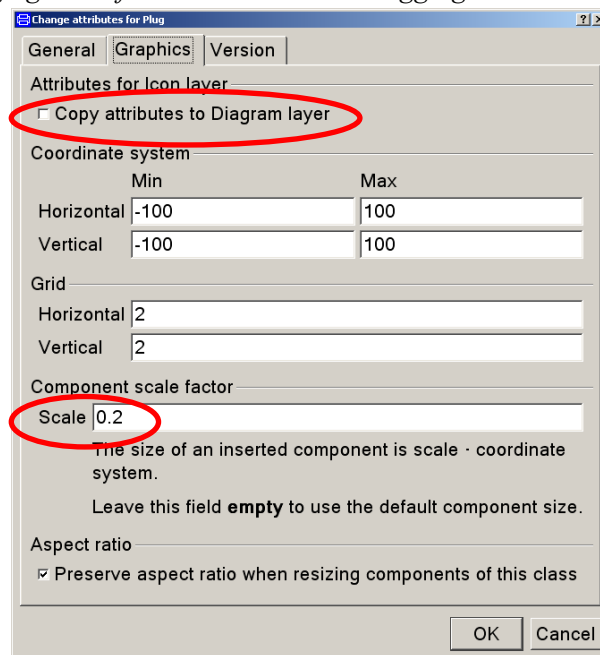 Change attributes for Plug
General Graphics Version
Attributes for Icon layer
Copy attributes to Diagram layer
Coordinate system
Min Max
Horizontal -100 100
Vertical -100 100
Grid
Horizontal 2
Vertical 2
Component scale factor
Scale 0.2
The size of an inserted component is scale · coordinate
system.
Leave this field empty to use the default component size.
Aspect ratio
Preserve aspect ratio when resizing components of this class
OK Cancel